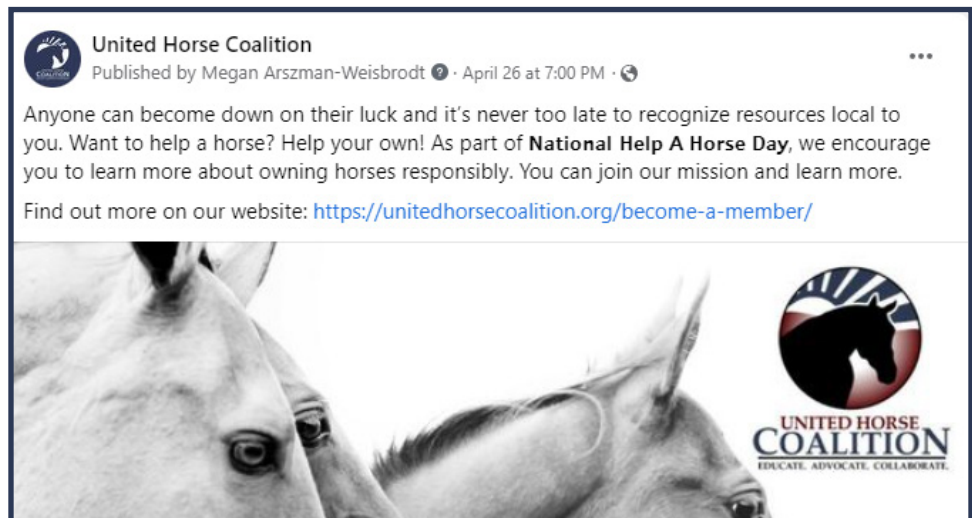 United Horse Coalition
Published by Megan Arszman-Weisbrodt · April 26 at 7:00 PM ·
Anyone can become down on their luck and it's never too late to recognize resources local to
you. Want to help a horse? Help your own! As part of National Help A Horse Day, we encourage
you to learn more about owning horses responsibly. You can join our mission and learn more.
Find out more on our website: https://unitedhorsecoalition.org/become-a-member/
UNITED HORSE
COALITION
EDUCATE. ADVOCATE. COLLABORATE.